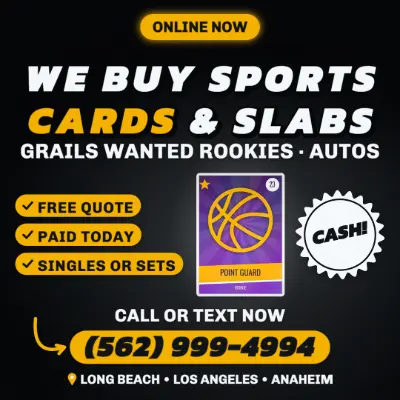 ONLINE NOW
WE BUY SPORTS
CARDS & SLABS
GRAILS WANTED ROOKIES · AUTOS
✓ FREE QUOTE
✓ PAID TODAY
✓ SINGLES OR SETS
23
POINT GUARD
CASH!
CALL OR TEXT NOW
(562) 999-4994
LONG BEACH • LOS ANGELES • ANAHEIM